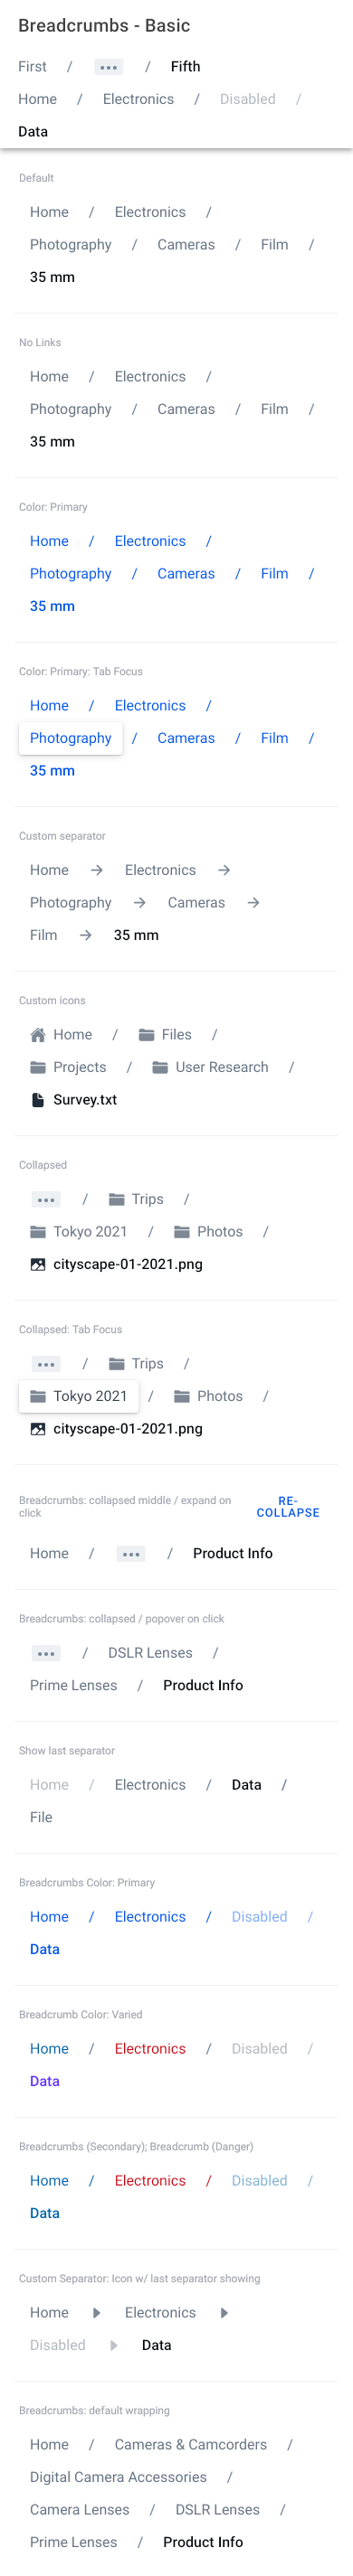 Breadcrumbs - Basic
First / ... / Fifth
Home / Electronics / Disabled /
Data
Default
Home / Electronics /
Photography / Cameras / Film /
35 mm
No Links
Home / Electronics /
Photography / Cameras / Film /
35 mm
Color: Primary
Home / Electronics /
Photography / Cameras / Film /
35 mm
Color: Primary: Tab Focus
Home / Electronics /
Photography / Cameras / Film /
35 mm
Custom separator
Home → Electronics →
Photography → Cameras →
Film → 35 mm
Custom icons
Home / Files /
Projects / User Research /
Survey.txt
Collapsed
... / Trips /
Tokyo 2021 / Photos /
cityscape-01-2021.png
Collapsed: Tab Focus
... / Trips /
Tokyo 2021 / Photos /
cityscape-01-2021.png
Breadcrumbs: collapsed middle / expand on
click
RE-
COLLAPSE
Home / ... / Product Info
Breadcrumbs: collapsed / popover on click
... / DSLR Lenses /
Prime Lenses / Product Info
Show last separator
Home / Electronics / Data /
File
Breadcrumbs Color: Primary
Home / Electronics / Disabled /
Data
Breadcrumb Color: Varied
Home / Electronics / Disabled /
Data
Breadcrumbs (Secondary); Breadcrumb (Danger)
Home / Electronics / Disabled /
Data
Custom Separator: Icon w/ last separator showing
Home Electronics
Disabled Data
Breadcrumbs: default wrapping
Home / Cameras & Camcorders /
Digital Camera Accessories /
Camera Lenses / DSLR Lenses /
Prime Lenses / Product Info